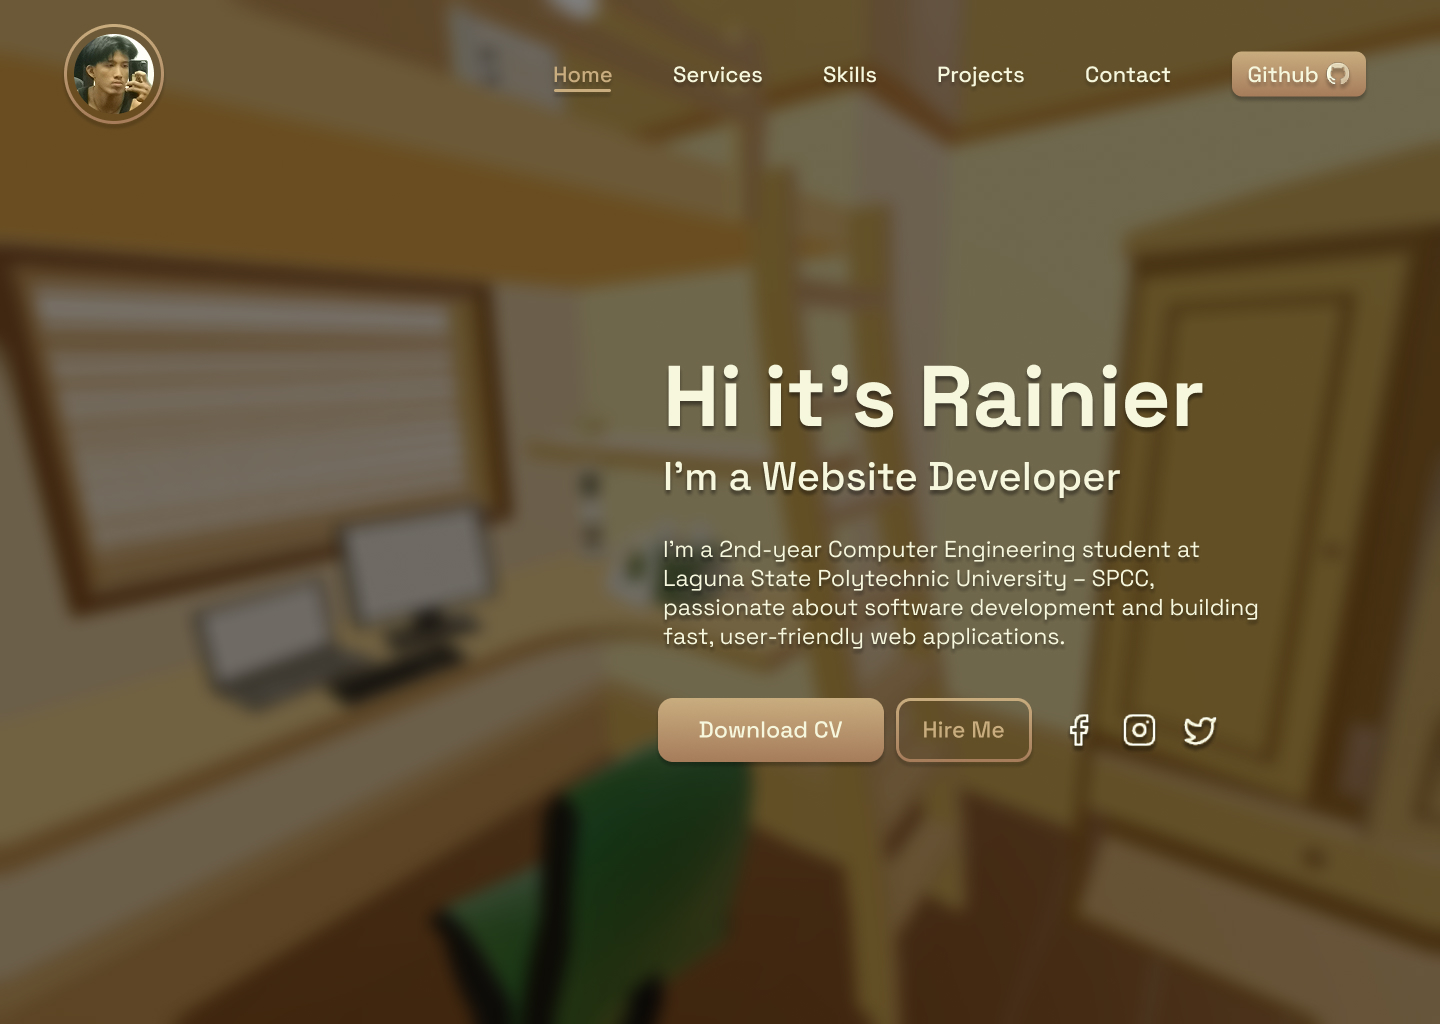 Home
Services
Skills
Projects
Contact
Github
Hi it's Rainier
I'm a Website Developer
I'm a 2nd-year Computer Engineering student at
Laguna State Polytechnic University – SPCC,
passionate about software development and building
fast, user-friendly web applications.
Download CV
Hire Me